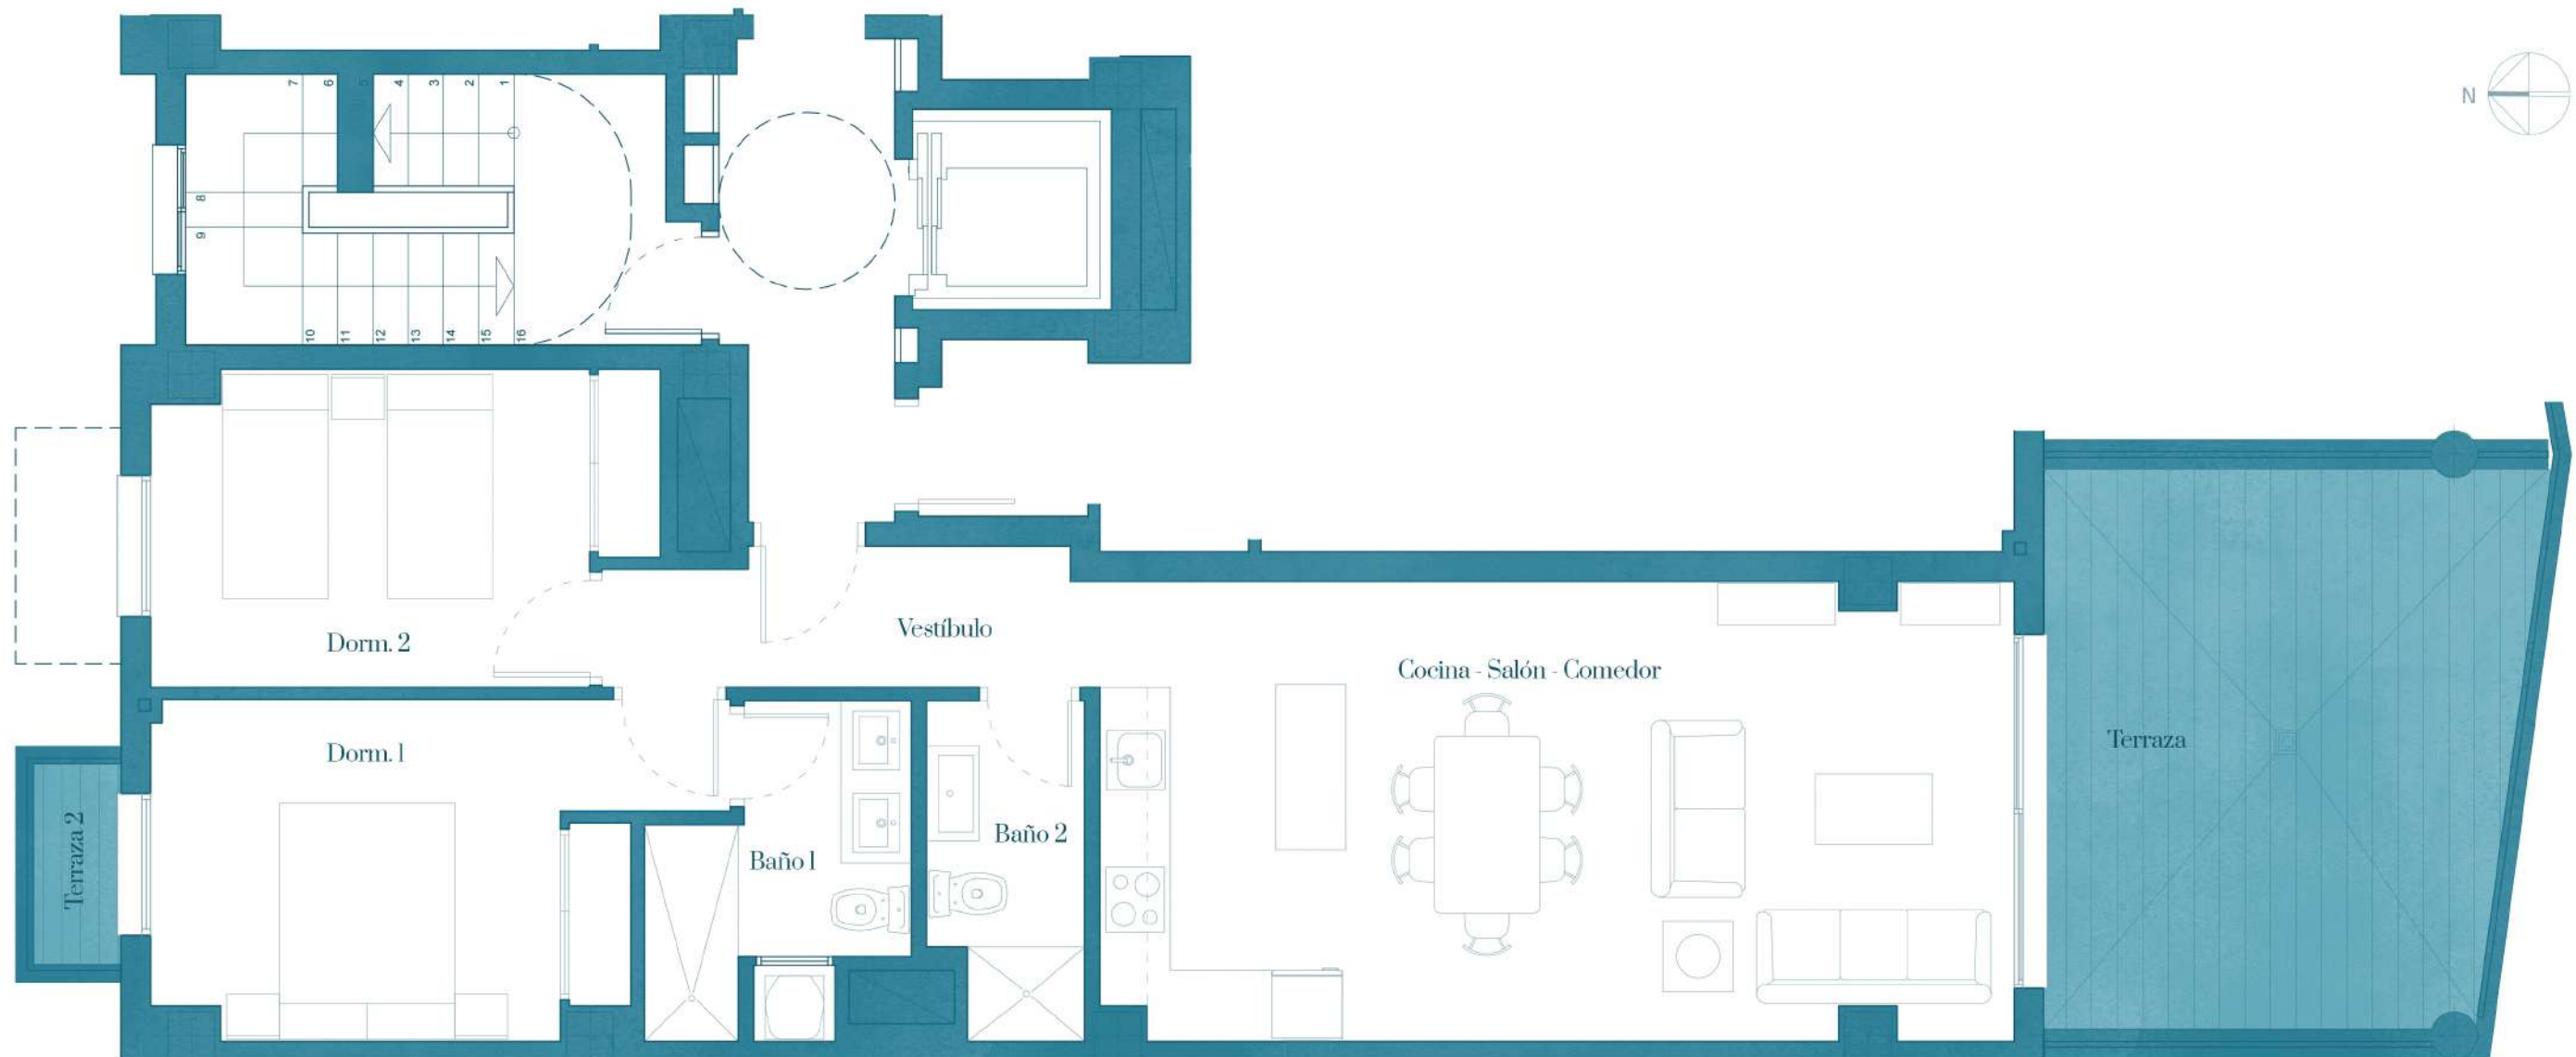 7
6
5
4
3
2
1
N
8
9
10
11
12
13
14
15
16
Dorm. 2
Vestíbulo
Cocina - Salón - Comedor
Dorm. 1
Terraza
Terraza 2
Baño 1
Baño 2